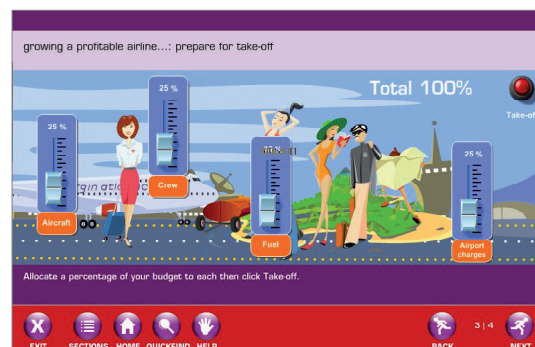 growing a profitable airline...: prepare for take-off
Total 100%
Take-off
25 %
Aircraft
25 %
Crew
Fuel
25 %
Airport
charges
Allocate a percentage of your budget to each then click Take-off.
X
EXIT
SECTIONS
HOME
QUICKFIND
HELP
BACK
3 | 4
NEXT